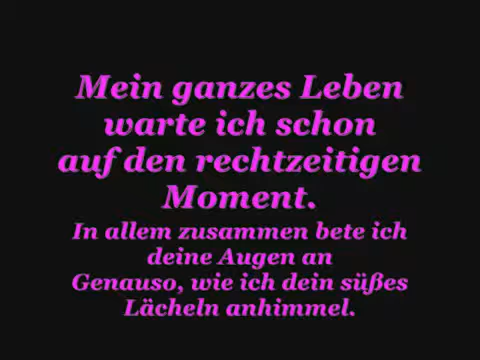 Mein ganzes Leben
warte ich schon
auf den rechtzeitigen
Moment.
In allem zusammen bete ich
deine Augen an
Genauso, wie ich dein süßes
Lächeln anhimmel.